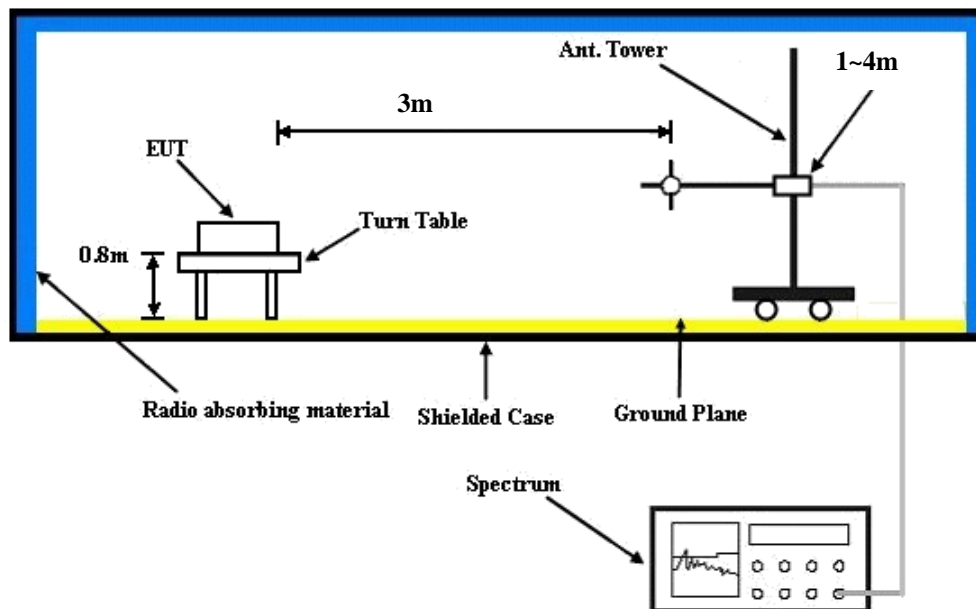 Ant. Tower
1~4m
3m
EUT
Turn Table
0.8m
Radio absorbing material
Shielded Case
Ground Plane
Spectrum